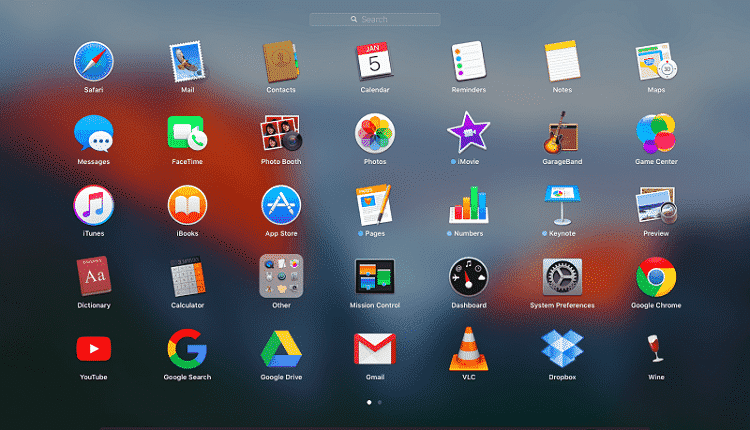 Search
Safari
Mail
Contacts
JAN
5
Calendar
Reminders
Notes
Maps
Messages
FaceTime
Photo Booth
Photos
iMovie
GarageBand
Game Center
iTunes
iBooks
App Store
Pages
Numbers
Keynote
Preview
Aa
Dictionary
Calculator
Other
Mission Control
Dashboard
System Preferences
Google Chrome
YouTube
Google Search
Google Drive
Gmail
VLC
Dropbox
Wine